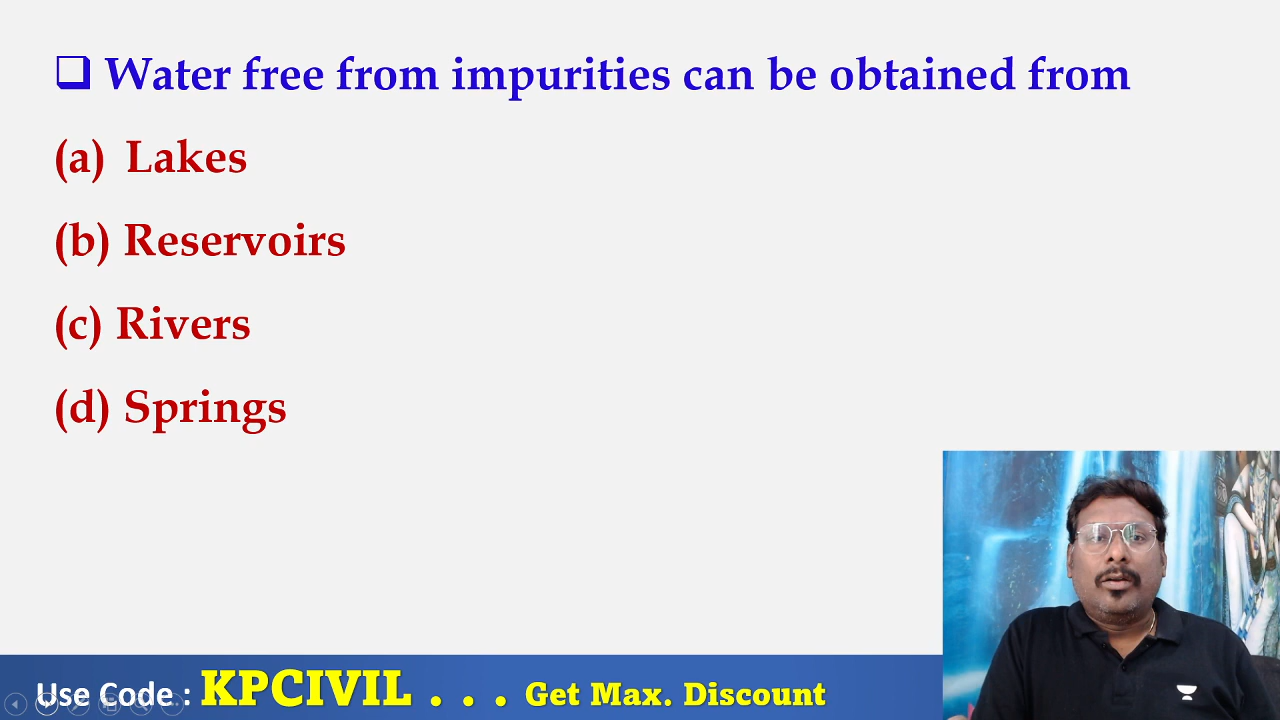 ❑ Water free from impurities can be obtained from
(a) Lakes
(b) Reservoirs
(c) Rivers
(d) Springs
Use Code : KPCIVIL . . . Get Max. Discount